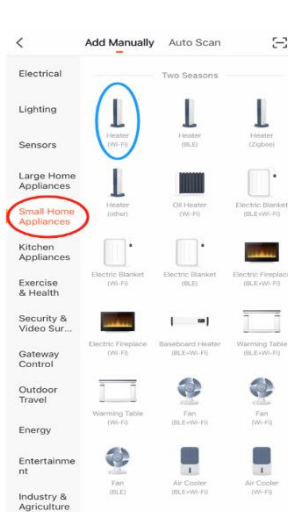 Add Manually Auto Scan
Electrical
Lighting
Sensors
Large Home
Appliances
Small Home
Appliances
Kitchen
Appliances
Exercise
& Health
Security &
Video Sur...
Gateway
Control
Outdoor
Travel
Energy
Entertainme
nt
Industry &
Agriculture
Two Seasons
Heater
(Wi-Fi)
Heater
(BLE)
Heater
(Zigbee)
Heater
(other)
Oil Heater
(Wi-Fi)
Electric Blanket
(BLE+Wi-Fi)
Electric Blanket
(Wi-Fi)
Electric Blanket
(BLE)
Electric Fireplace
(BLE+Wi-Fi)
Electric Fireplace
(Wi-Fi)
Baseboard Heater
(BLE+Wi-Fi)
Warming Table
(BLE+Wi-Fi)
Warming Table
(Wi-Fi)
Fan
(BLE+Wi-Fi)
Fan
(Wi-Fi)
Fan
(BLE)
Air Cooler
(BLE+Wi-Fi)
Air Cooler
(Wi-Fi)